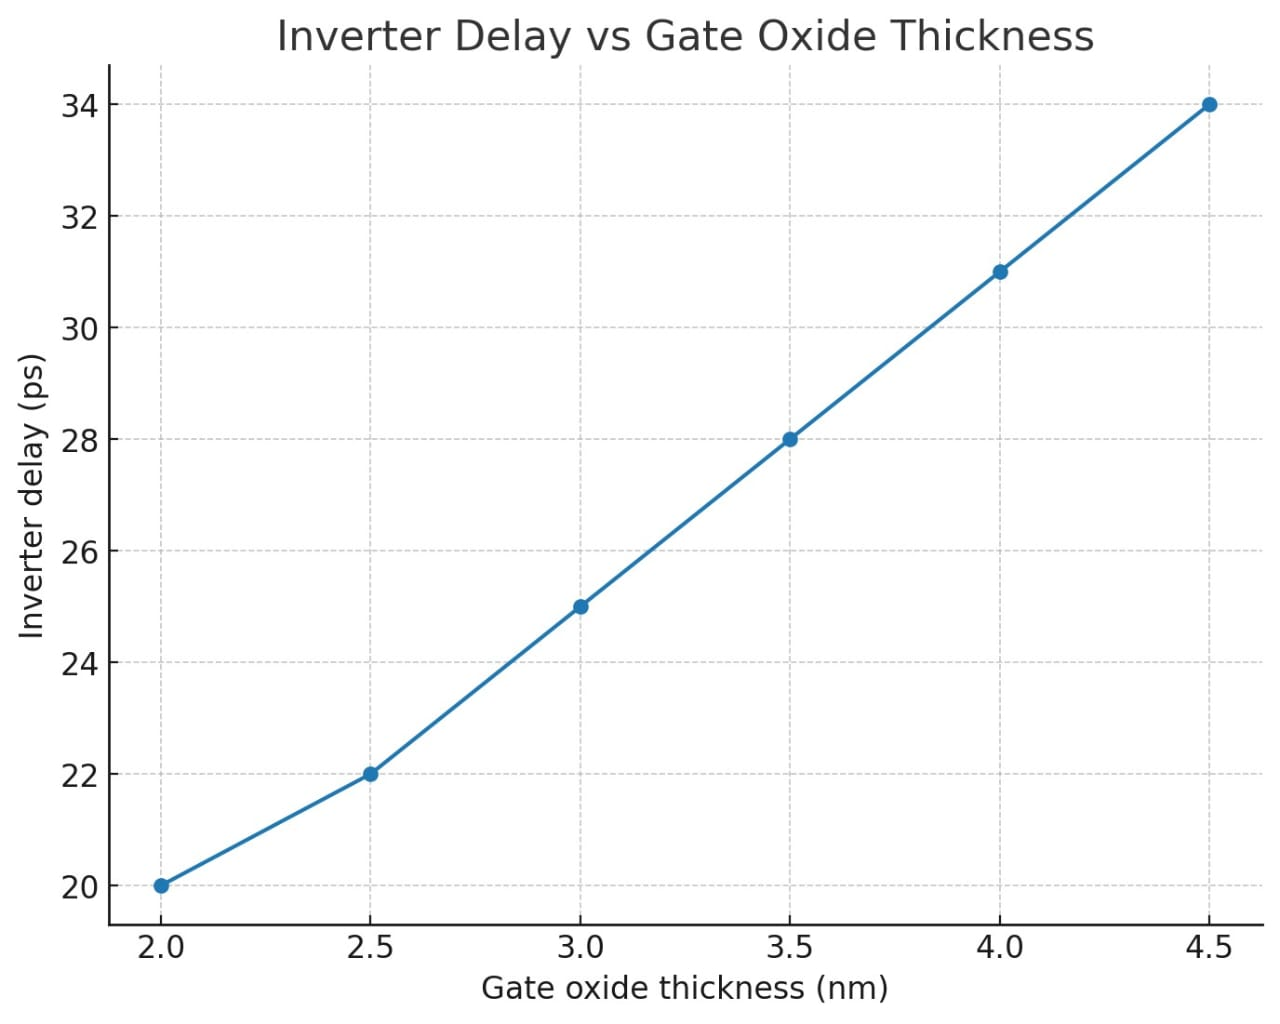 Inverter Delay vs Gate Oxide Thickness
34
32
30
28
26
24
22
20
Inverter delay (ps)
2.0 2.5 3.0 3.5 4.0 4.5
Gate oxide thickness (nm)